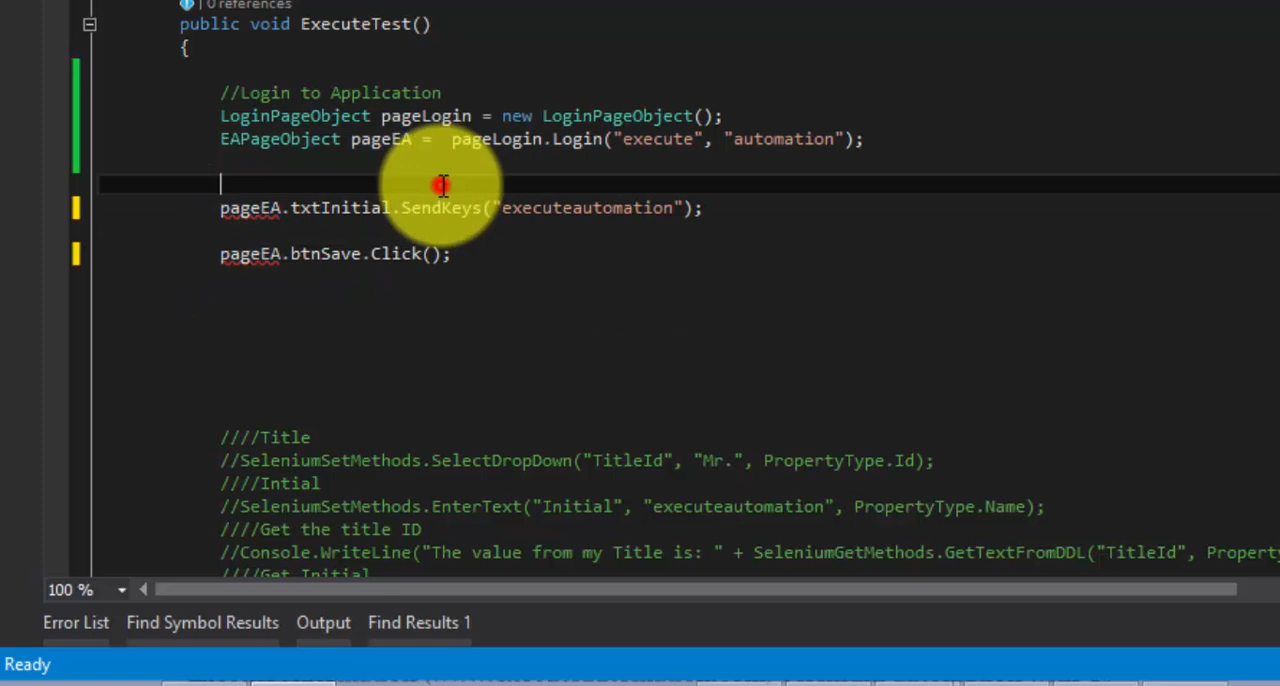 0 references
public void ExecuteTest()
{
//Login to Application
LoginPageObject pageLogin = new LoginPageObject();
EAPageObject pageEA =  pageLogin.Login("execute", "automation");
pageEA.txtInitial.SendKeys("executeautomation");
pageEA.btnSave.Click();
////Title
//SeleniumSetMethods.SelectDropDown("TitleId", "Mr.", PropertyType.Id);
////Intial
//SeleniumSetMethods.EnterText("Initial", "executeautomation", PropertyType.Name);
////Get the title ID
//Console.WriteLine("The value from my Title is: " + SeleniumGetMethods.GetTextFromDDL("TitleId", Property
////Get Initial
100 %
Error List Find Symbol Results Output Find Results 1
Ready